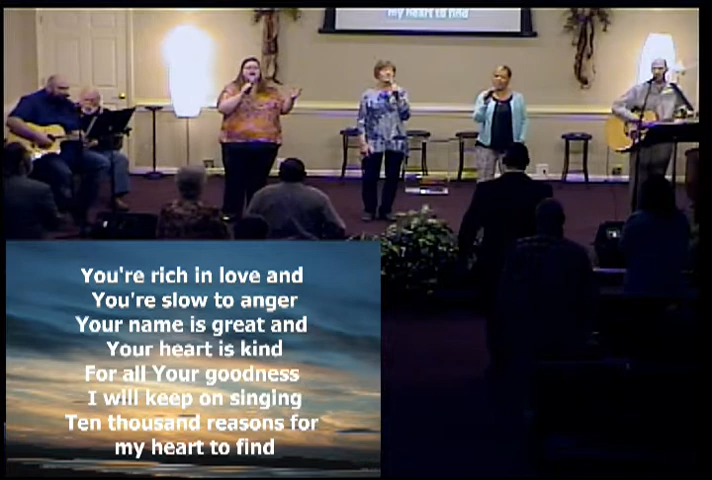 my heart to find
You're rich in love and
You're slow to anger
Your name is great and
Your heart is kind
For all Your goodness
I will keep on singing
Ten thousand reasons for
my heart to find